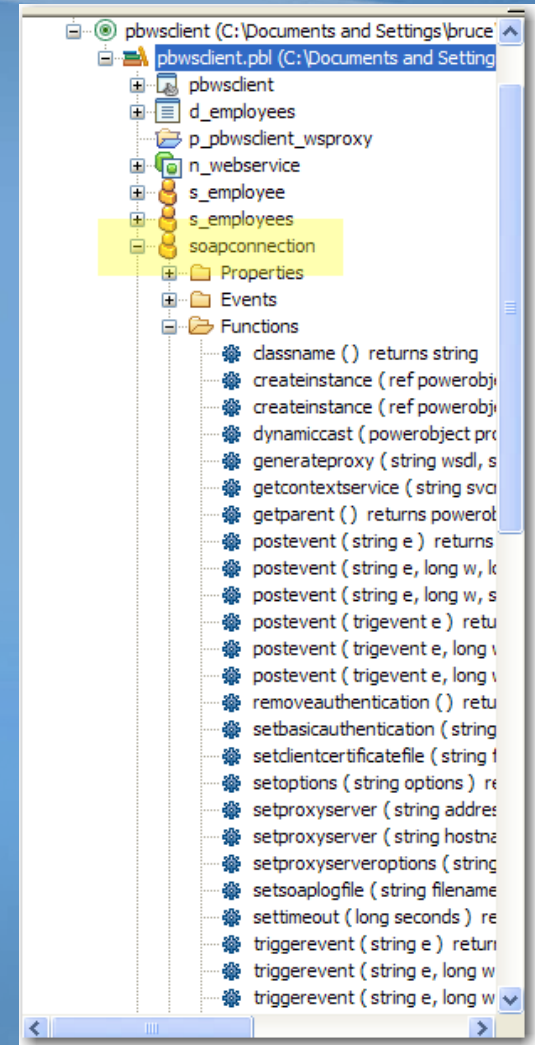 pbwsclient (C:\Documents and Settings\bruce
pbwsclient.pbl (C:\Documents and Setting
pbwsclient
d_employees
p_pbwsclient_wsproxy
n_webservice
s_employee
s_employees
soapconnection
Properties
Events
Functions
classname () returns string
createinstance ( ref powerobj
createinstance ( ref powerobj
dynamiccast ( powerobject pro
generateproxy ( string wsdl, s
getcontextservice ( string svc
getparent () returns powerob
postevent ( string e ) returns
postevent ( string e, long w, l
postevent ( string e, long w, s
postevent ( trigevent e ) retu
postevent ( trigevent e, long
postevent ( trigevent e, long
removeauthentication () retu
setbasicauthentication ( string
setclientcertificatefile ( string
setoptions ( string options ) re
setproxyserver ( string addres
setproxyserver ( string hostna
setproxyserveroptions ( string
setsoaplogfile ( string filename
settimeout ( long seconds ) re
triggerevent ( string e ) retur
triggerevent ( string e, long w
triggerevent ( string e, long w